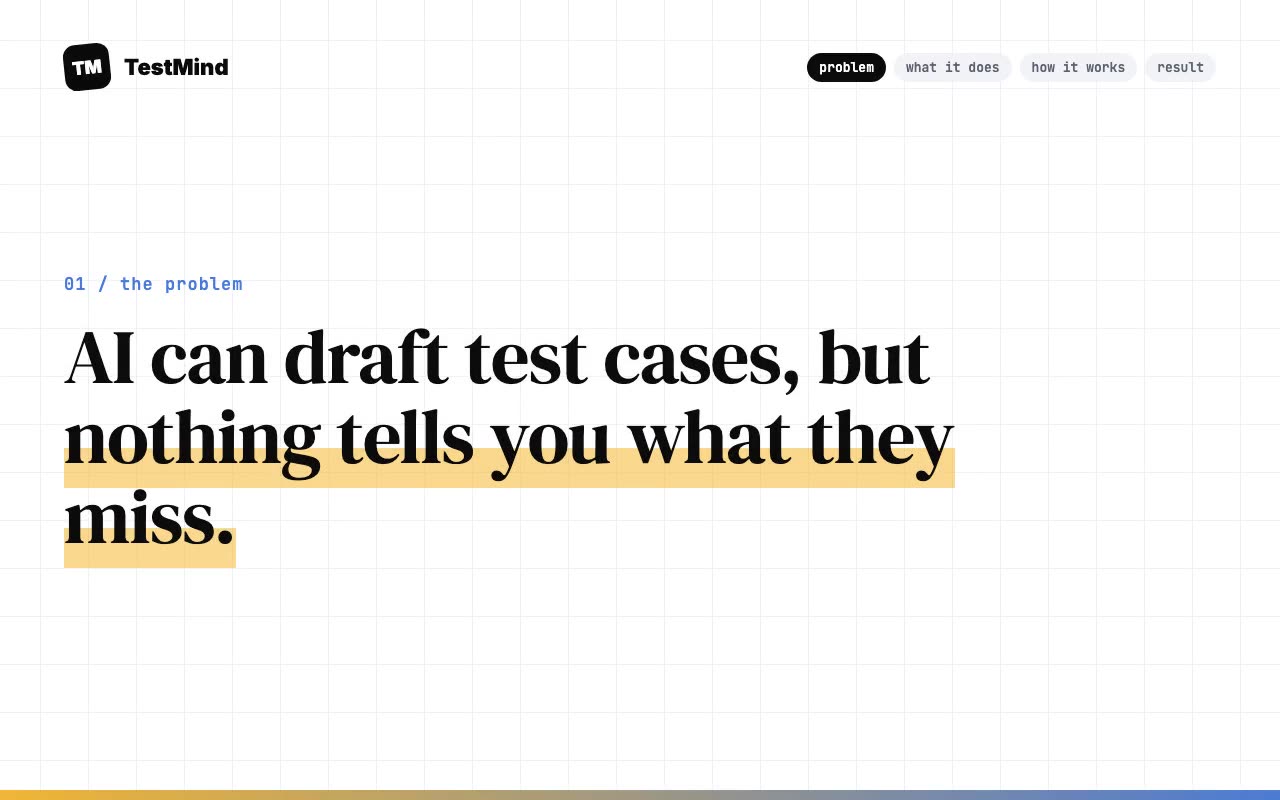 TM TestMind
problem what it does how it works result
01 / the problem
AI can draft test cases, but
nothing tells you what they
miss.